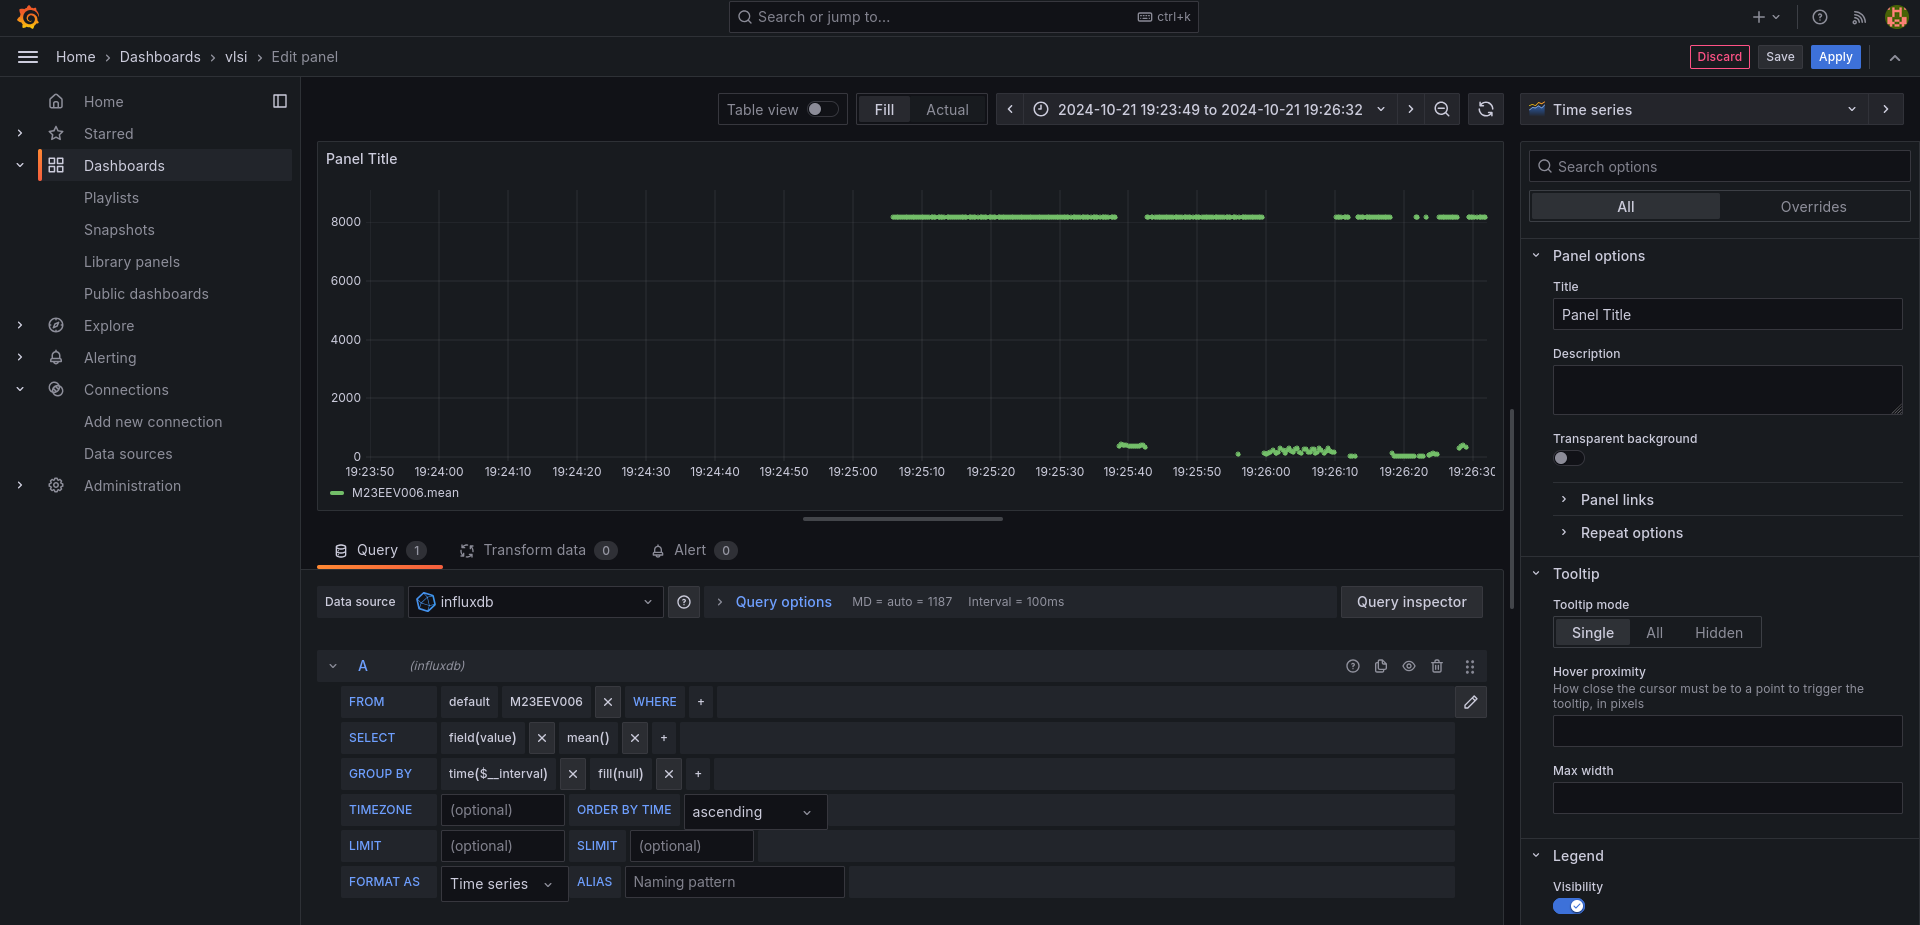 Search or jump to...
ctrl+k
Home › Dashboards › vlsi › Edit panel
Discard
Save
Apply
Home
Starred
Dashboards
Playlists
Snapshots
Library panels
Public dashboards
Explore
Alerting
Connections
Add new connection
Data sources
Administration
Table view
Fill
Actual
2024-10-21 19:23:49 to 2024-10-21 19:26:32
Panel Title
8000
6000
4000
2000
0
19:23:50 19:24:00 19:24:10 19:24:20 19:24:30 19:24:40 19:24:50 19:25:00 19:25:10 19:25:20 19:25:30 19:25:40 19:25:50 19:26:00 19:26:10 19:26:20 19:26:30
M23EEV006.mean
Query 1
Transform data 0
Alert 0
Data source
influxdb
Query options
MD = auto = 1187
Interval = 100ms
Query inspector
A (influxdb)
FROM default M23EEV006 WHERE +
SELECT field(value) mean() +
GROUP BY time($__interval) fill(null) +
TIMEZONE (optional) ORDER BY TIME ascending
LIMIT (optional) SLIMIT (optional)
FORMAT AS Time series ALIAS Naming pattern
Time series
Search options
All
Overrides
Panel options
Title
Panel Title
Description
Transparent background
Panel links
Repeat options
Tooltip
Tooltip mode
Single
All
Hidden
Hover proximity
How close the cursor must be to a point to trigger the
tooltip, in pixels
Max width
Legend
Visibility